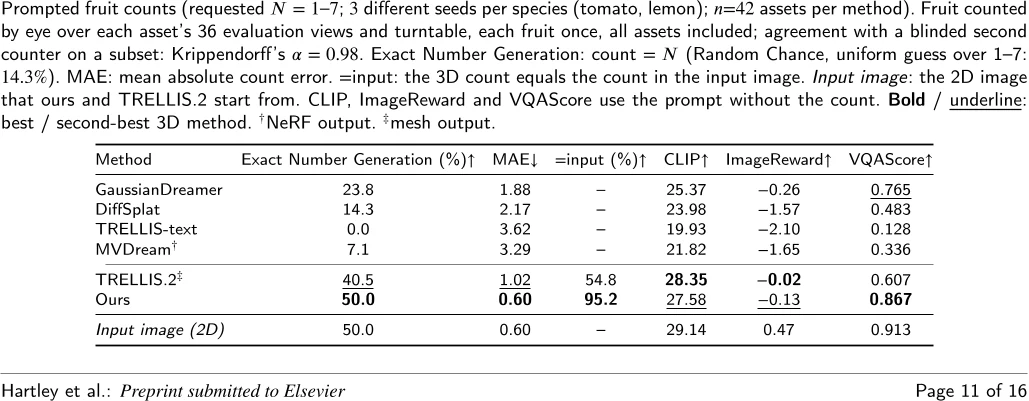 Prompted fruit counts (requested N = 1–7; 3 different seeds per species (tomato, lemon); n=42 assets per method). Fruit counted
by eye over each asset's 36 evaluation views and turntable, each fruit once, all assets included; agreement with a blinded second
counter on a subset: Krippendorff's α = 0.98. Exact Number Generation: count = N (Random Chance, uniform guess over 1–7:
14.3%). MAE: mean absolute count error. =input: the 3D count equals the count in the input image. Input image: the 2D image
that ours and TRELLIS.2 start from. CLIP, ImageReward and VQAScore use the prompt without the count. Bold / underline:
best / second-best 3D method. †NeRF output. ‡mesh output.
Method Exact Number Generation (%)↑ MAE↓ =input (%)↑ CLIP↑ ImageReward↑ VQAScore↑
GaussianDreamer 23.8 1.88 – 25.37 −0.26 0.765
DiffSplat 14.3 2.17 – 23.98 −1.57 0.483
TRELLIS-text 0.0 3.62 – 19.93 −2.10 0.128
MVDream† 7.1 3.29 – 21.82 −1.65 0.336
TRELLIS.2‡ 40.5 1.02 54.8 28.35 −0.02 0.607
Ours 50.0 0.60 95.2 27.58 −0.13 0.867
Input image (2D) 50.0 0.60 – 29.14 0.47 0.913
Hartley et al.: Preprint submitted to Elsevier Page 11 of 16